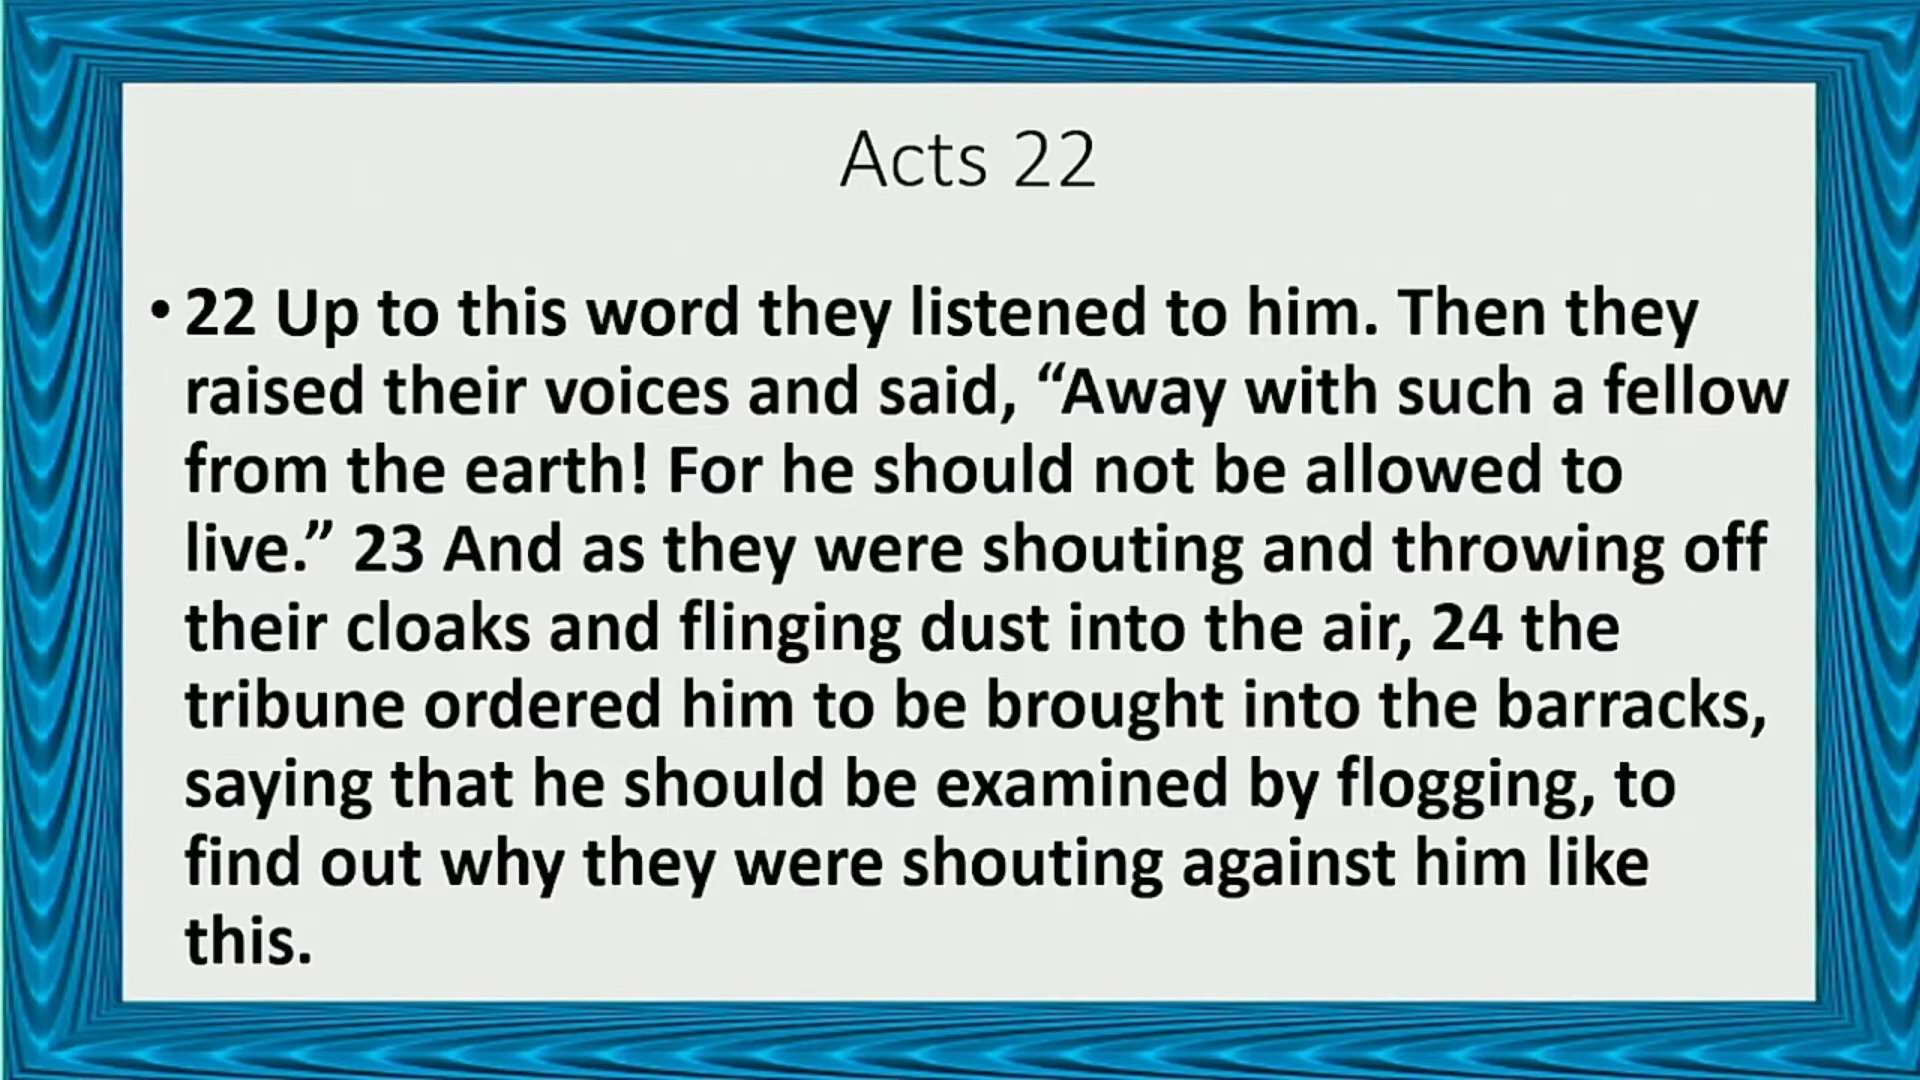 Acts 22
• 22 Up to this word they listened to him. Then they
raised their voices and said, “Away with such a fellow
from the earth! For he should not be allowed to
live.” 23 And as they were shouting and throwing off
their cloaks and flinging dust into the air, 24 the
tribune ordered him to be brought into the barracks,
saying that he should be examined by flogging, to
find out why they were shouting against him like
this.